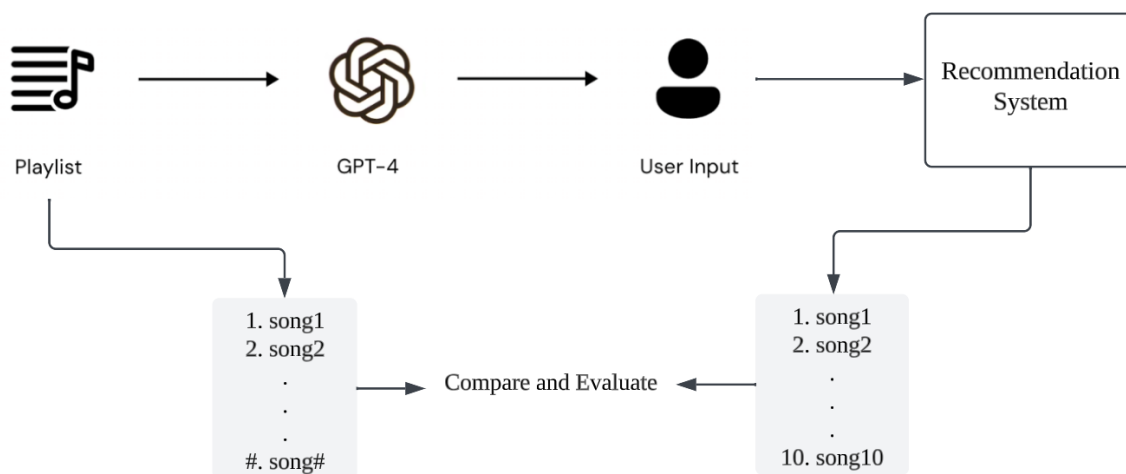 Recommendation
System
Playlist
GPT-4
User Input
1. song1
2. song2
.
.
.
#. song#
Compare and Evaluate
1. song1
2. song2
.
.
.
10. song10